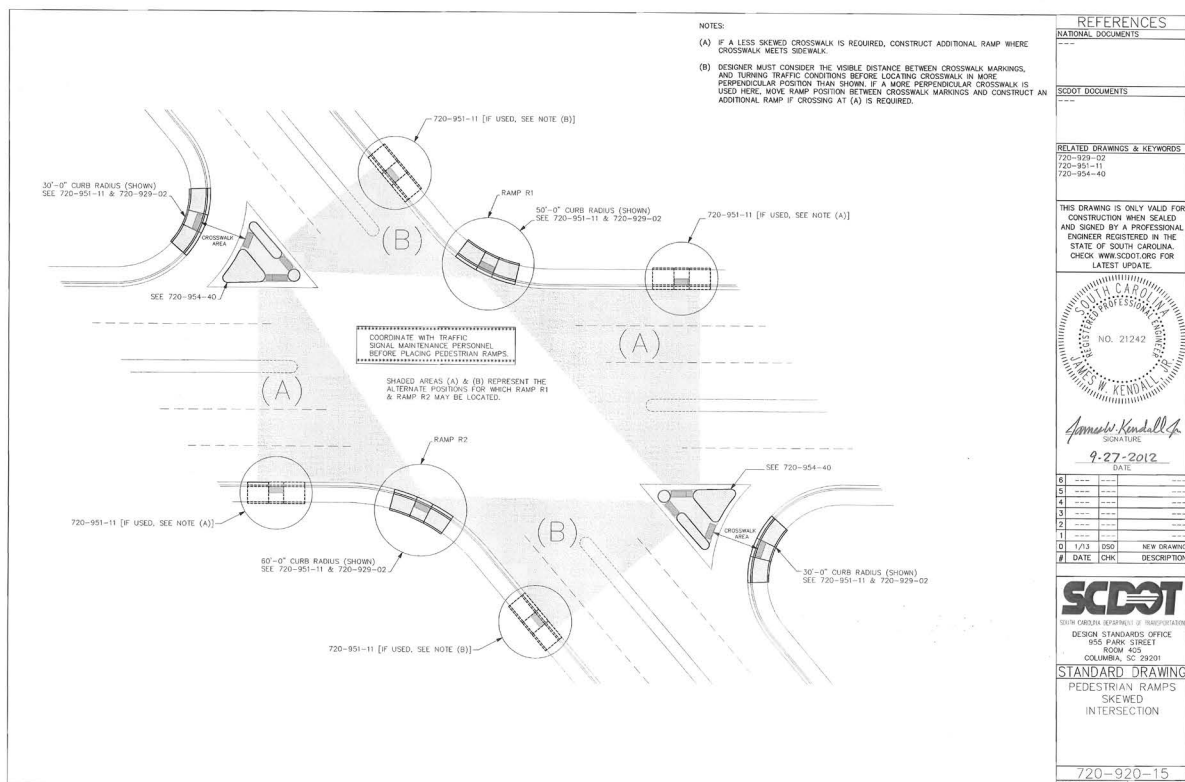 NOTES:
(A) IF A LESS SKEWED CROSSWALK IS REQUIRED, CONSTRUCT ADDITIONAL RAMP WHERE
CROSSWALK MEETS SIDEWALK.
(B) DESIGNER MUST CONSIDER THE VISIBLE DISTANCE BETWEEN CROSSWALK MARKINGS,
AND TURNING TRAFFIC CONDITIONS BEFORE LOCATING CROSSWALK IN MORE
PERPENDICULAR POSITION THAN SHOWN. IF A MORE PERPENDICULAR CROSSWALK IS
USED HERE, MOVE RAMP POSITION BETWEEN CROSSWALK MARKINGS AND CONSTRUCT AN
ADDITIONAL RAMP IF CROSSING AT (A) IS REQUIRED.
720-951-11 [IF USED, SEE NOTE (B)]
30'-0" CURB RADIUS (SHOWN)
SEE 720-951-11 & 720-929-02
RAMP R1
50'-0" CURB RADIUS (SHOWN)
SEE 720-951-11 & 720-929-02
720-951-11 [IF USED, SEE NOTE (A)]
CROSSWALK
AREA
(B)
SEE 720-954-40
COORDINATE WITH TRAFFIC
SIGNAL MAINTENANCE PERSONNEL
BEFORE PLACING PEDESTRIAN RAMPS.
(A)
(A)
SHADED AREAS (A) & (B) REPRESENT THE
ALTERNATE POSITIONS FOR WHICH RAMP R1
& RAMP R2 MAY BE LOCATED.
RAMP R2
SEE 720-954-40
720-951-11 [IF USED, SEE NOTE (A)]
(B)
CROSSWALK
AREA
60'-0" CURB RADIUS (SHOWN)
SEE 720-951-11 & 720-929-02
30'-0" CURB RADIUS (SHOWN)
SEE 720-951-11 & 720-929-02
720-951-11 [IF USED, SEE NOTE (B)]
REFERENCES
NATIONAL DOCUMENTS
---
SCDOT DOCUMENTS
---
RELATED DRAWINGS & KEYWORDS
720-929-02
720-951-11
720-954-40
THIS DRAWING IS ONLY VALID FOR
CONSTRUCTION WHEN SEALED
AND SIGNED BY A PROFESSIONAL
ENGINEER REGISTERED IN THE
STATE OF SOUTH CAROLINA.
CHECK WWW.SCDOT.ORG FOR
LATEST UPDATE.
SOUTH CAROLINA
REGISTERED PROFESSIONAL ENGINEER
NO. 21242
JAMES W. KENDALL JR.
James W. Kendall Jr.
SIGNATURE
9-27-2012
DATE
6 --- --- ---
5 --- --- ---
4 --- --- ---
3 --- --- ---
2 --- --- ---
1 --- --- ---
0 1/13 DSO NEW DRAWING
# DATE CHK DESCRIPTION
SCDOT
SOUTH CAROLINA DEPARTMENT OF TRANSPORTATION
DESIGN STANDARDS OFFICE
955 PARK STREET
ROOM 405
COLUMBIA, SC 29201
STANDARD DRAWING
PEDESTRIAN RAMPS
SKEWED
INTERSECTION
720-920-15